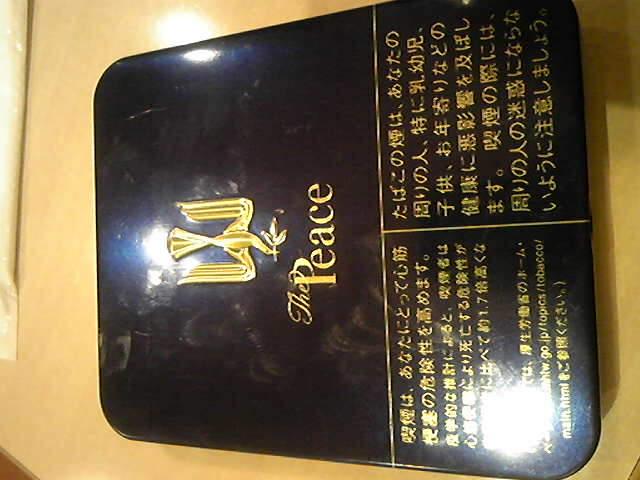 The
Peace
喫煙は、あなたにとって心筋
梗塞の危険性を高めます。
疫学的な推計によると、喫煙者は
心筋梗塞により死亡する危険性が
に比べて約1.7倍高くな
は、厚生労働省のホーム・
hlw.go.jp/topics/tobacco/
main.htmlをご参照ください。)
たばこの煙は、あなたの
周りの人、特に乳幼児、
子供、お年寄りなどの
健康に悪影響を及ぼし
ます。 喫煙の際には、
周りの人の迷惑にならな
いように注意しましょう。